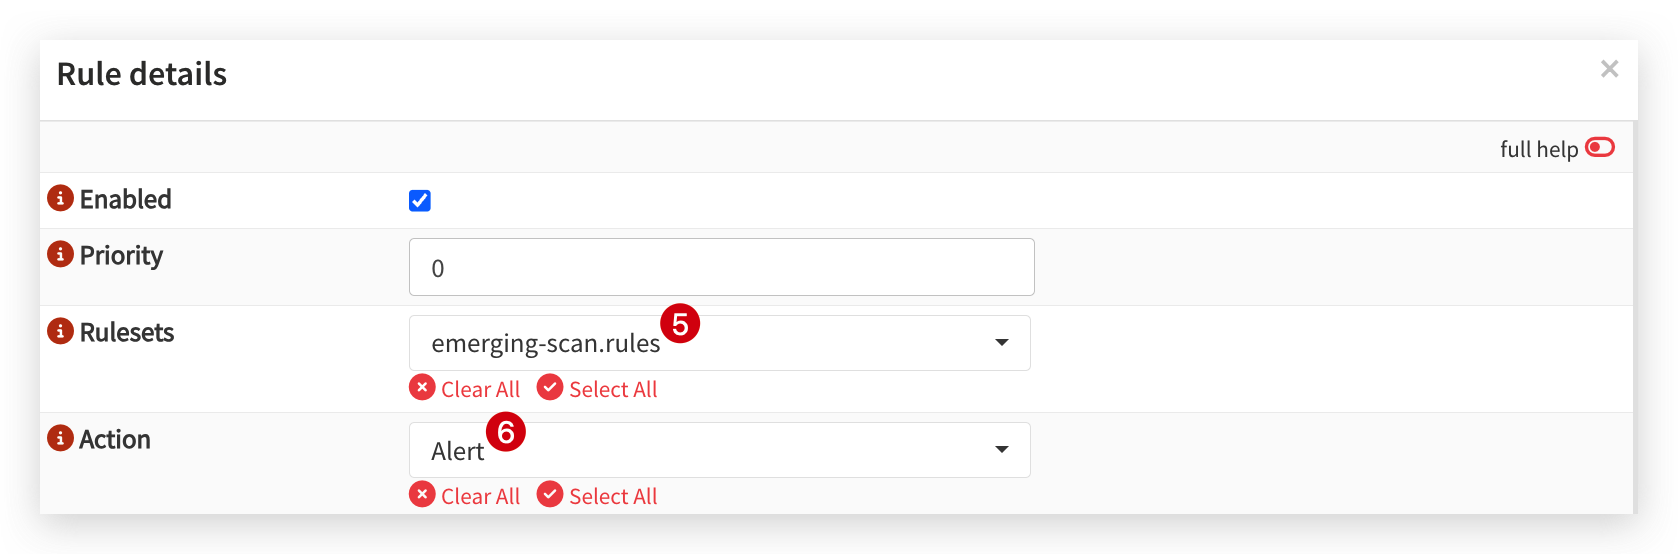 Rule details
×
full help
Enabled
Priority
0
Rulesets
emerging-scan.rules
5
Clear All Select All
Action
Alert
6
Clear All Select All